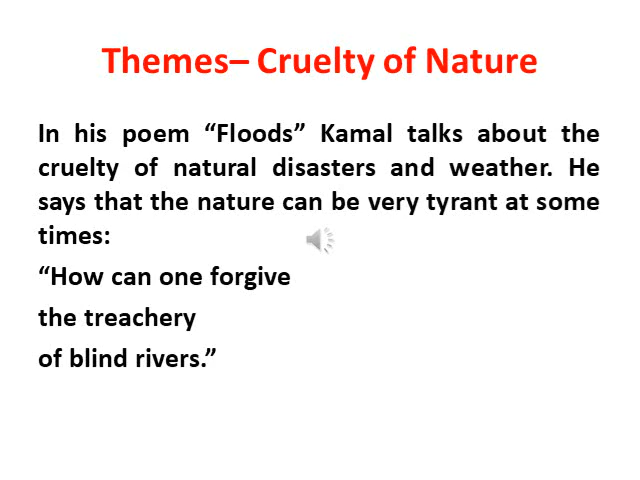 Themes– Cruelty of Nature
In his poem “Floods” Kamal talks about the
cruelty of natural disasters and weather. He
says that the nature can be very tyrant at some
times:
“How can one forgive
the treachery
of blind rivers.”